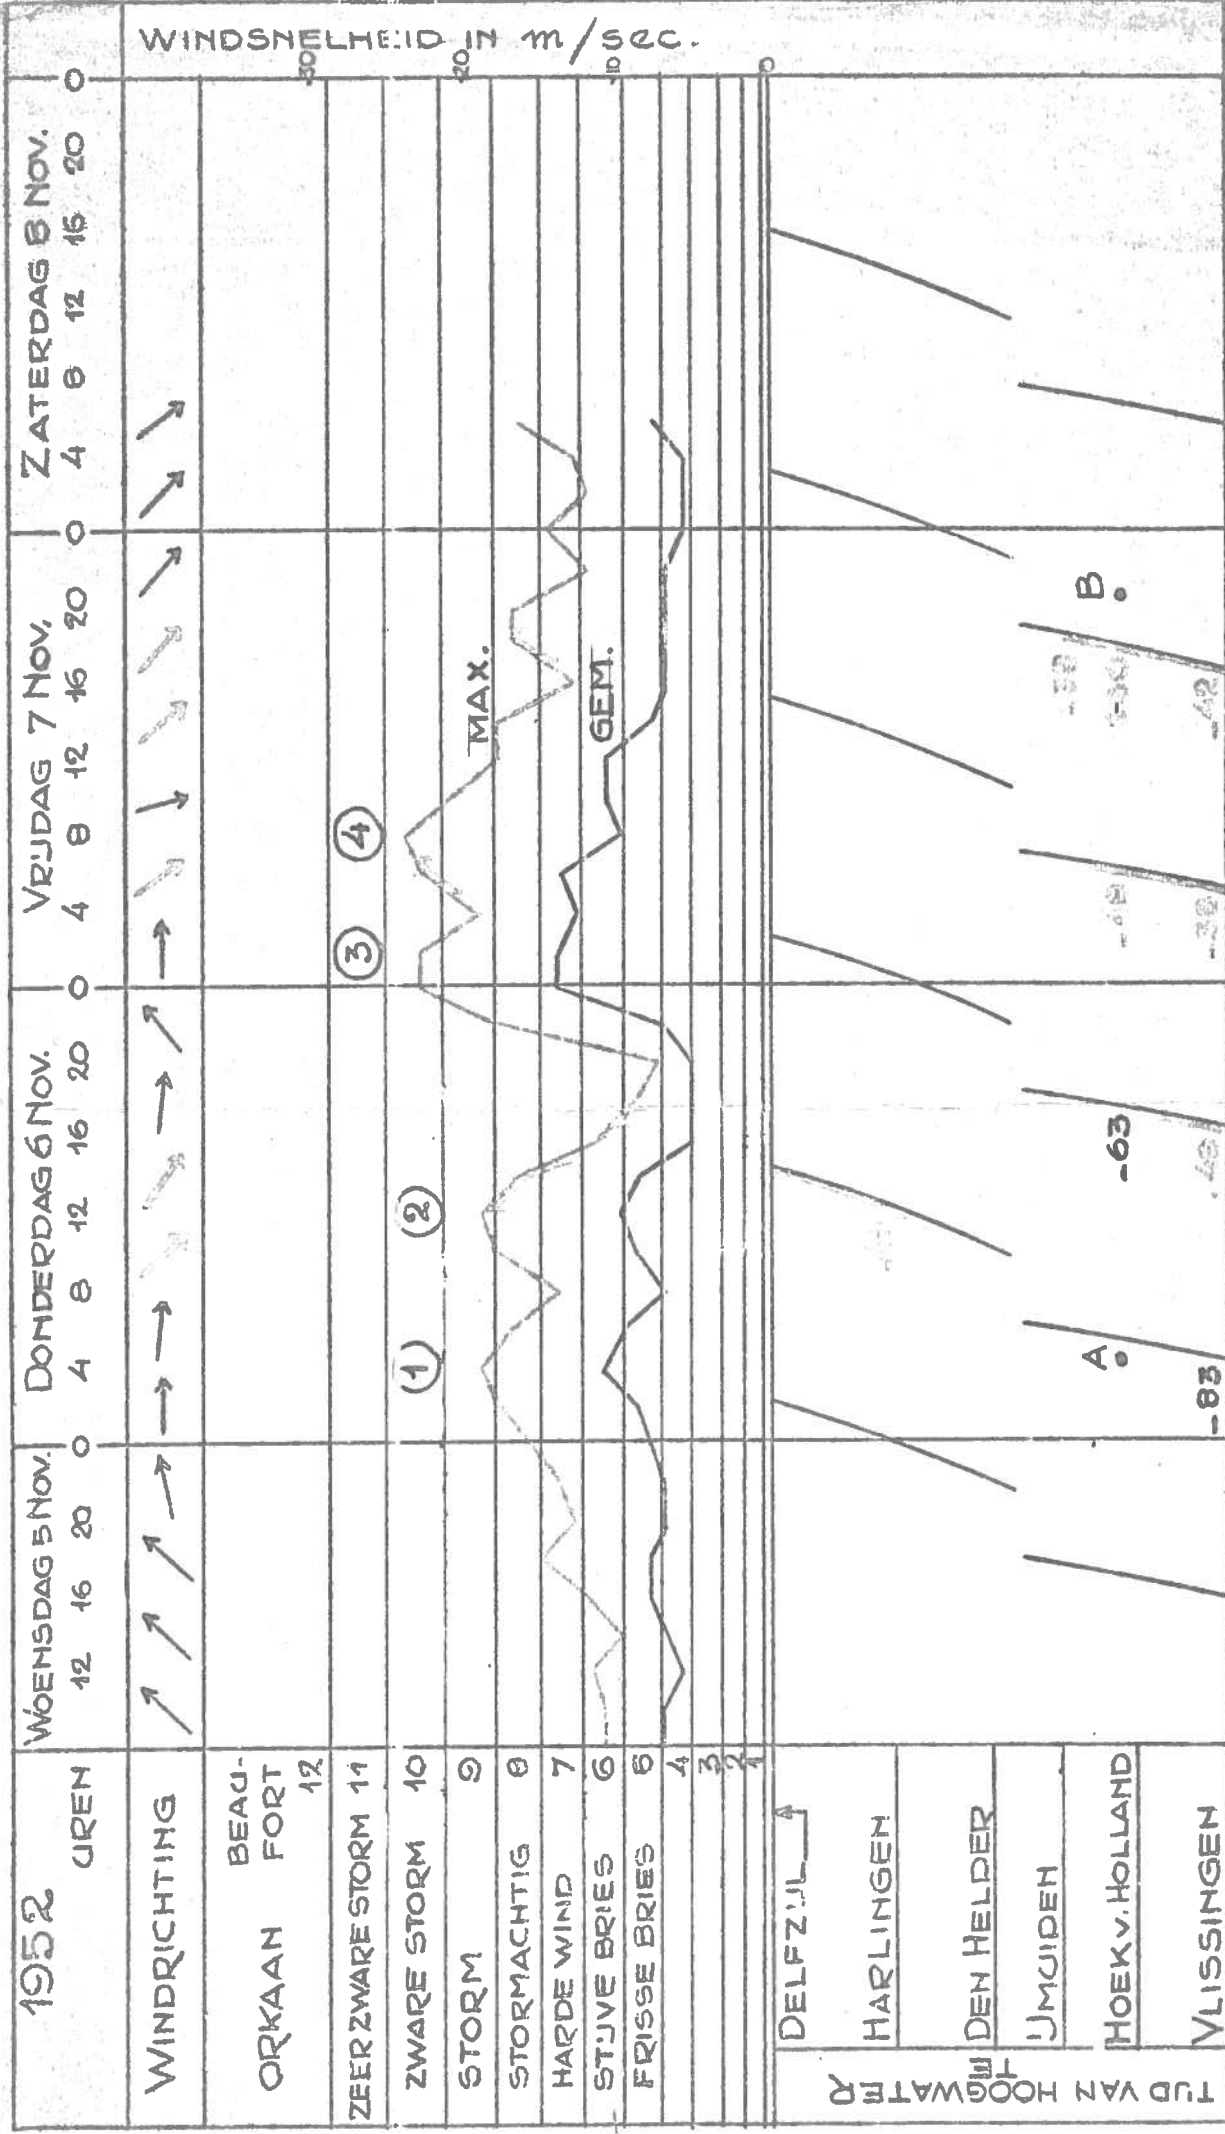 1952
UREN
WOENSDAG 5 NOV.
DONDERDAG 6 NOV.
VRIJDAG 7 NOV.
ZATERDAG 8 NOV.
12 16 20 0 4 8 12 16 20 0 4 8 12 16 20 0 4 8 12 16 20 0
WINDRICHTING
WINDSNELHEID IN m/sec.
30
20
10
0
BEAU-
FORT
ORKAAN 12
ZEER ZWARE STORM 11
ZWARE STORM 10
STORM 9
STORMACHTIG 8
HARDE WIND 7
STIJVE BRIES 6
FRISSE BRIES 5
4
3
2
1
1
2
3
4
MAX.
GEM.
TIJD VAN HOOGWATER
TE
DELFZIJL
HARLINGEN
DEN HELDER
IJMUIDEN
HOEK v. HOLLAND
VLISSINGEN
A
B
-83
-63